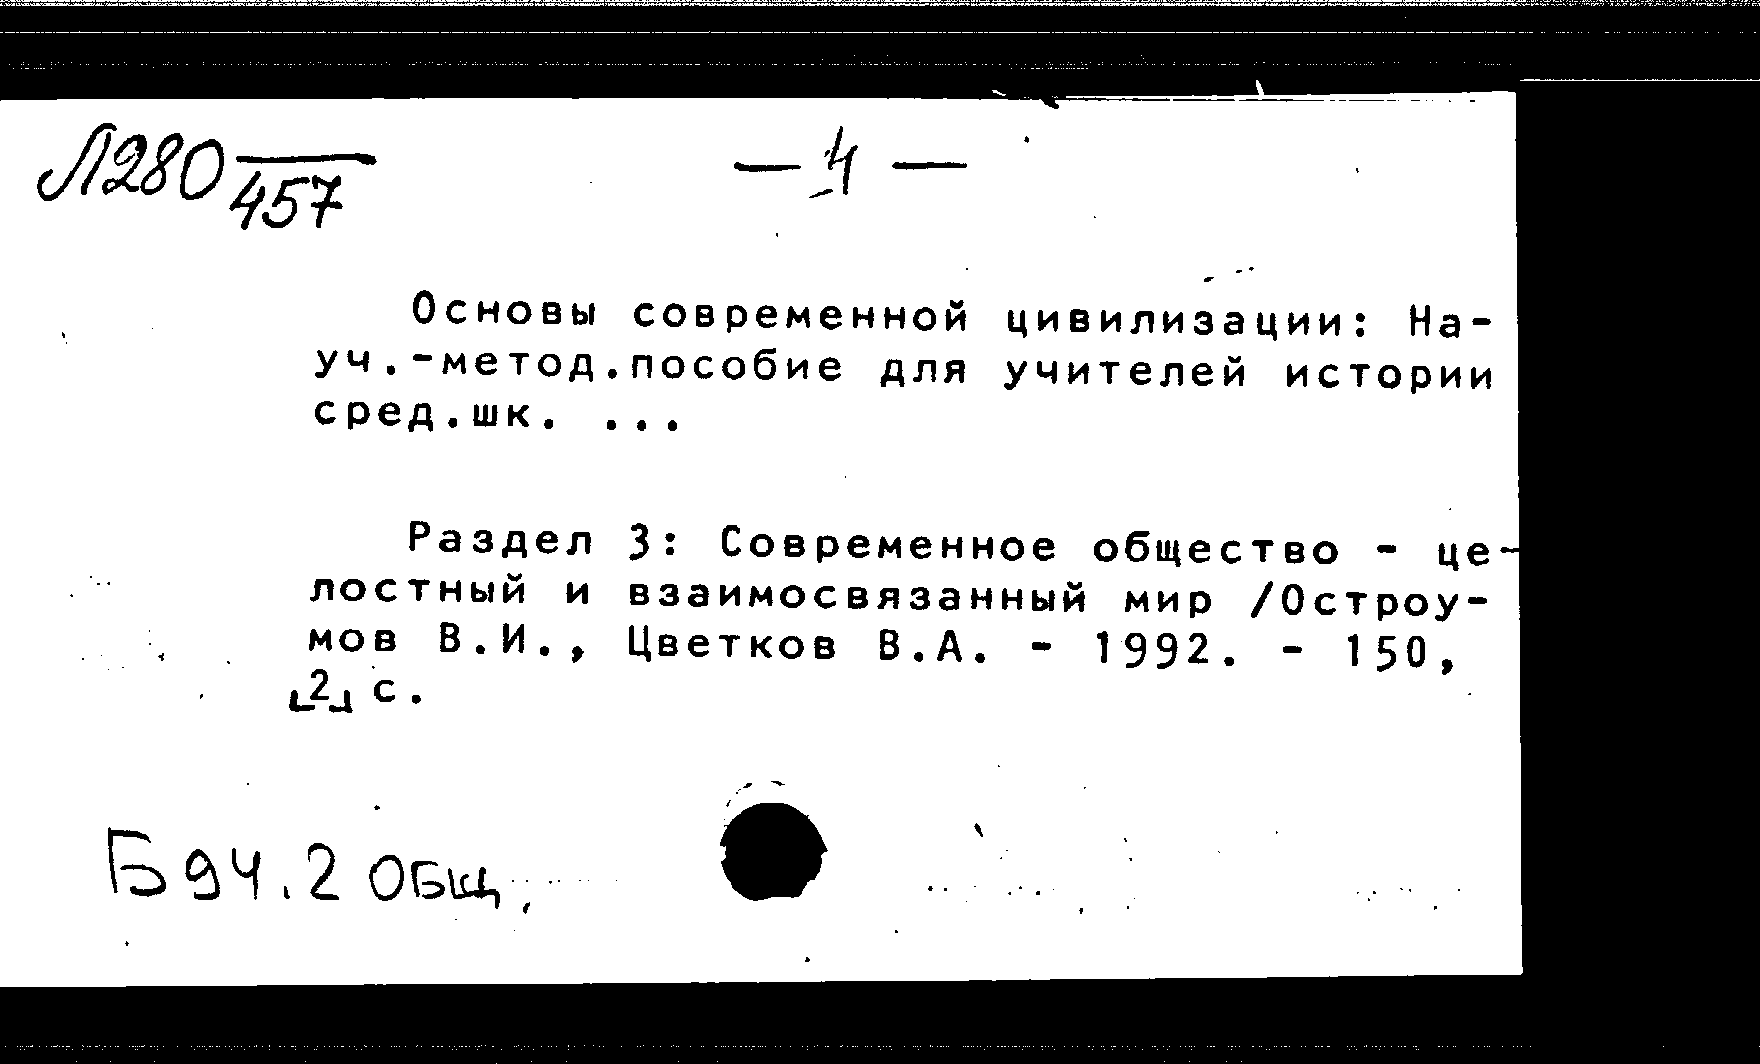 Л280/457
— 4 —
Основы современной цивилизации: На-
уч.-метод.пособие для учителей истории
сред.шк. ...
Раздел 3: Современное общество - це-
лостный и взаимосвязанный мир /Остроу-
мов В.И., Цветков В.А. - 1992. - 150,
[2] с.
Б94.2 Общ.